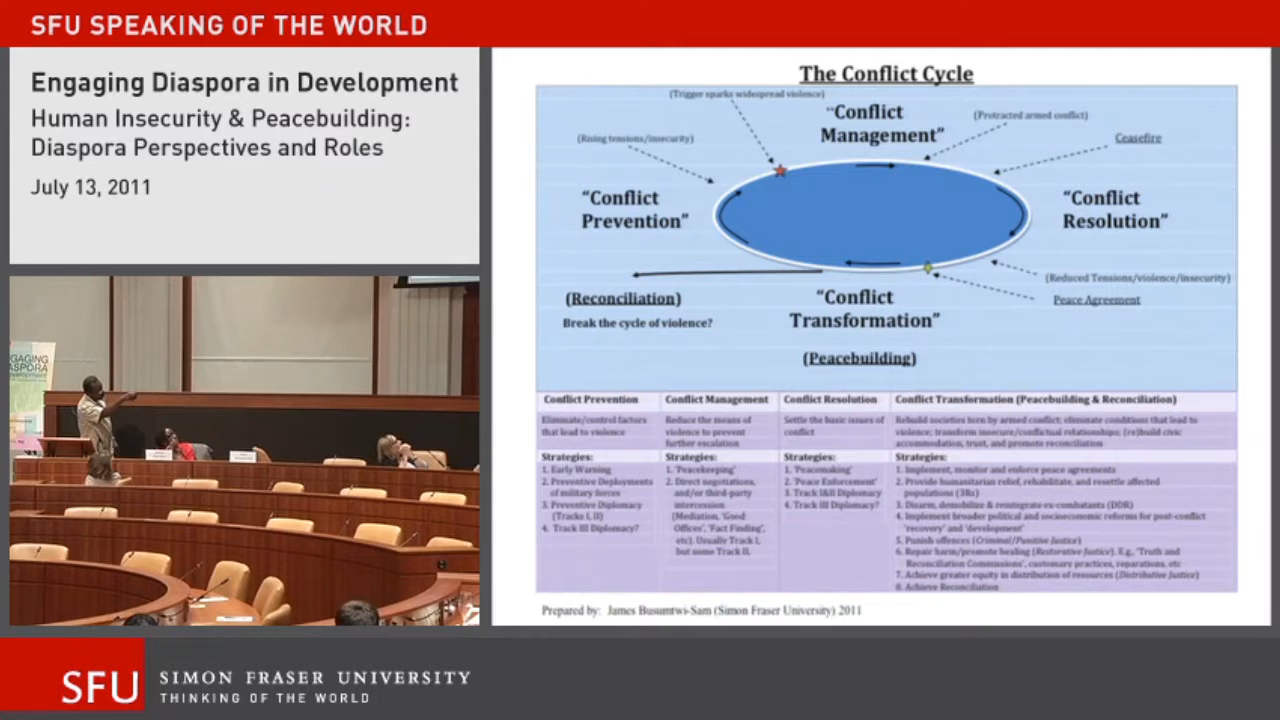 SFU SPEAKING OF THE WORLD
Engaging Diaspora in Development
Human Insecurity & Peacebuilding:
Diaspora Perspectives and Roles
July 13, 2011
The Conflict Cycle
(Trigger sparks widespread violence)
"Conflict
Management"
(Protracted armed conflict)
(Rising tensions/insecurity)
Ceasefire
"Conflict
Prevention"
"Conflict
Resolution"
(Reduced Tensions/violence/insecurity)
(Reconciliation)
"Conflict
Transformation"
Peace Agreement
Break the cycle of violence?
(Peacebuilding)
Conflict Prevention
Eliminate/control factors
that lead to violence
Strategies:
1. Early Warning
2. Preventive Deployments
of military forces
3. Preventive Diplomacy
(Tracks I, II)
4. Track III Diplomacy?
Conflict Management
Reduce the means of
violence to prevent
further escalation
Strategies:
1. 'Peacekeeping'
2. Direct negotiations,
and/or third-party
intercession
(Mediation, 'Good
Offices', 'Fact Finding',
etc). Usually Track I,
but some Track II.
Conflict Resolution
Settle the basic issues of
conflict
Strategies:
1. 'Peacemaking'
2. 'Peace Enforcement'
3. Track I&II Diplomacy
4. Track III Diplomacy?
Conflict Transformation (Peacebuilding & Reconciliation)
Rebuild societies torn by armed conflict; eliminate conditions that lead to
violence; transform insecure/conflictual relationships; (re)build civic
accommodation, trust, and promote reconciliation
Strategies:
1. Implement, monitor and enforce peace agreements
2. Provide humanitarian relief, rehabilitate, and resettle affected
populations (3Rs)
3. Disarm, demobilize & reintegrate ex-combatants (DDR)
4. Implement broader political and socioeconomic reforms for post-conflict
'recovery' and 'development'
5. Punish offences (Criminal/Punitive Justice)
6. Repair harm/promote healing (Restorative Justice). E.g., 'Truth and
Reconciliation Commissions', customary practices, reparations, etc
7. Achieve greater equity in distribution of resources (Distributive Justice)
8. Achieve Reconciliation
Prepared by: James Busumtwi-Sam (Simon Fraser University) 2011
SFU
SIMON FRASER UNIVERSITY
THINKING OF THE WORLD